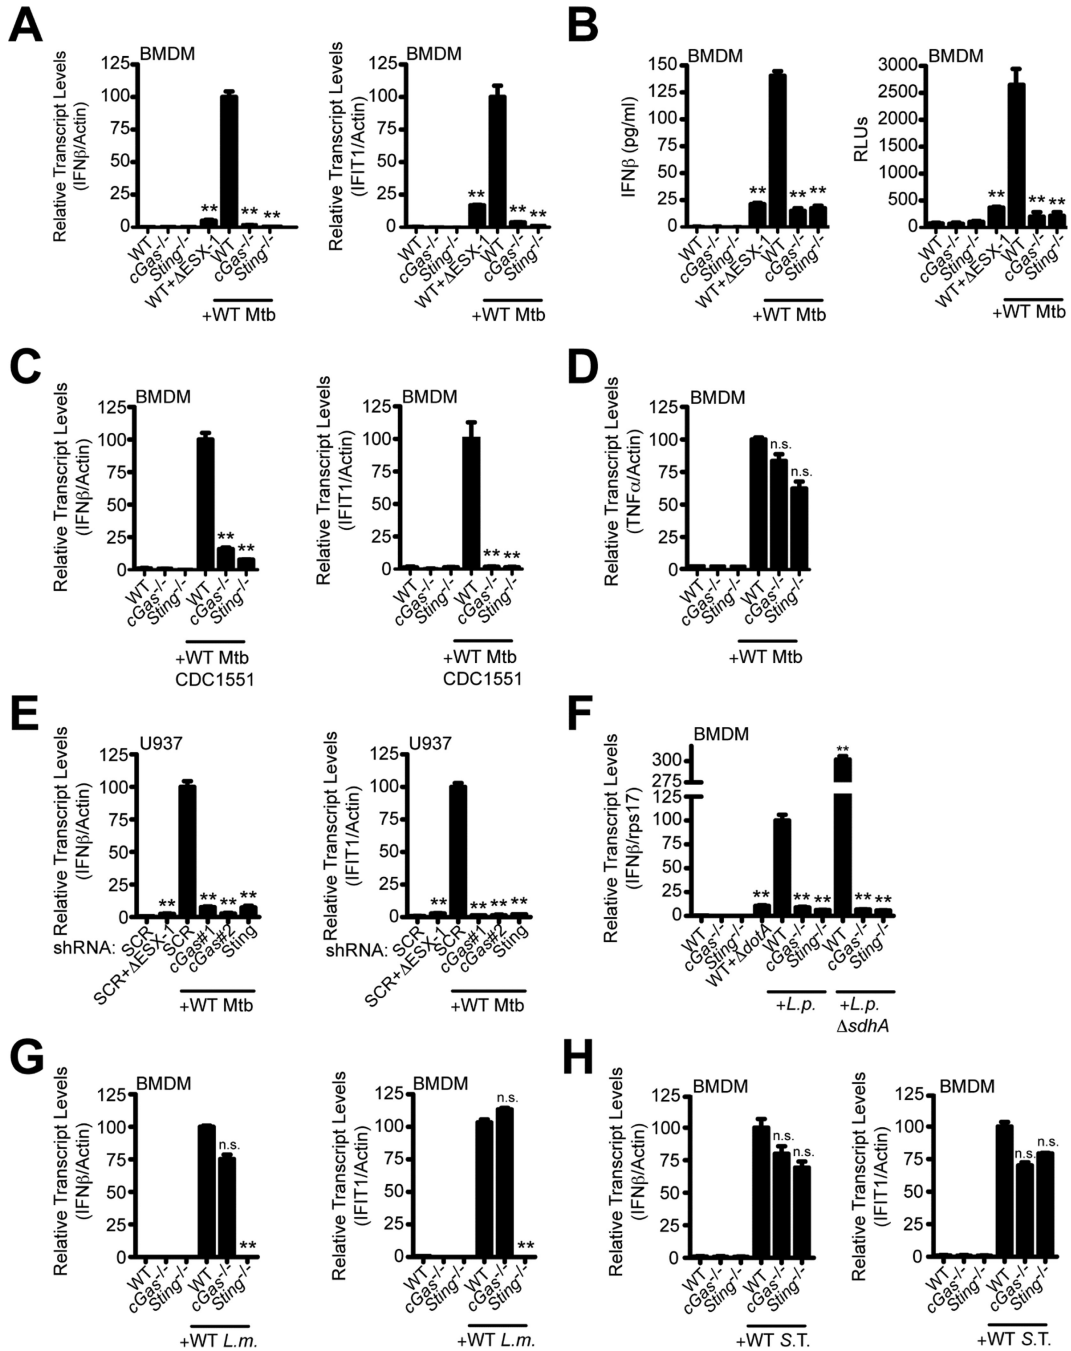 A
BMDM
Relative Transcript Levels
(IFNβ/Actin)
125
100
75
50
25
0
**
**
**
WT
cGas-/-
Sting-/-
WT+ΔESX-1
WT
cGas-/-
Sting-/-
+WT Mtb
BMDM
Relative Transcript Levels
(IFIT1/Actin)
125
100
75
50
25
0
**
**
**
WT
cGas-/-
Sting-/-
WT+ΔESX-1
WT
cGas-/-
Sting-/-
+WT Mtb
B
BMDM
IFNβ (pg/ml)
150
125
100
75
50
25
0
**
**
**
WT
cGas-/-
Sting-/-
WT+ΔESX-1
WT
cGas-/-
Sting-/-
+WT Mtb
BMDM
RLUs
3000
2500
2000
1500
1000
500
0
**
**
**
WT
cGas-/-
Sting-/-
WT+ΔESX-1
WT
cGas-/-
Sting-/-
+WT Mtb
C
BMDM
Relative Transcript Levels
(IFNβ/Actin)
125
100
75
50
25
0
**
**
WT
cGas-/-
Sting-/-
WT
cGas-/-
Sting-/-
+WT Mtb
CDC1551
BMDM
Relative Transcript Levels
(IFIT1/Actin)
125
100
75
50
25
0
**
**
WT
cGas-/-
Sting-/-
WT
cGas-/-
Sting-/-
+WT Mtb
CDC1551
D
BMDM
Relative Transcript Levels
(TNFα/Actin)
125
100
75
50
25
0
n.s.
n.s.
WT
cGas-/-
Sting-/-
WT
cGas-/-
Sting-/-
+WT Mtb
E
U937
Relative Transcript Levels
(IFNβ/Actin)
125
100
75
50
25
0
**
**
**
**
shRNA:
SCR
SCR+ΔESX-1
SCR
cGas#1
cGas#2
Sting
+WT Mtb
U937
Relative Transcript Levels
(IFIT1/Actin)
125
100
75
50
25
0
**
**
**
**
shRNA:
SCR
SCR+ΔESX-1
SCR
cGas#1
cGas#2
Sting
+WT Mtb
F
BMDM
Relative Transcript Levels
(IFNβ/rps17)
300
275
125
100
75
50
25
0
**
**
**
**
**
**
WT
cGas-/-
Sting-/-
WT+ΔdotA
WT
cGas-/-
Sting-/-
WT
cGas-/-
Sting-/-
+L.p.
+L.p.
ΔsdhA
G
BMDM
Relative Transcript Levels
(IFNβ/Actin)
125
100
75
50
25
0
n.s.
**
WT
cGas-/-
Sting-/-
WT
cGas-/-
Sting-/-
+WT L.m.
BMDM
Relative Transcript Levels
(IFIT1/Actin)
125
100
75
50
25
0
n.s.
**
WT
cGas-/-
Sting-/-
WT
cGas-/-
Sting-/-
+WT L.m.
H
BMDM
Relative Transcript Levels
(IFNβ/Actin)
125
100
75
50
25
0
n.s.
n.s.
WT
cGas-/-
Sting-/-
WT
cGas-/-
Sting-/-
+WT S.T.
BMDM
Relative Transcript Levels
(IFIT1/Actin)
125
100
75
50
25
0
n.s.
n.s.
WT
cGas-/-
Sting-/-
WT
cGas-/-
Sting-/-
+WT S.T.